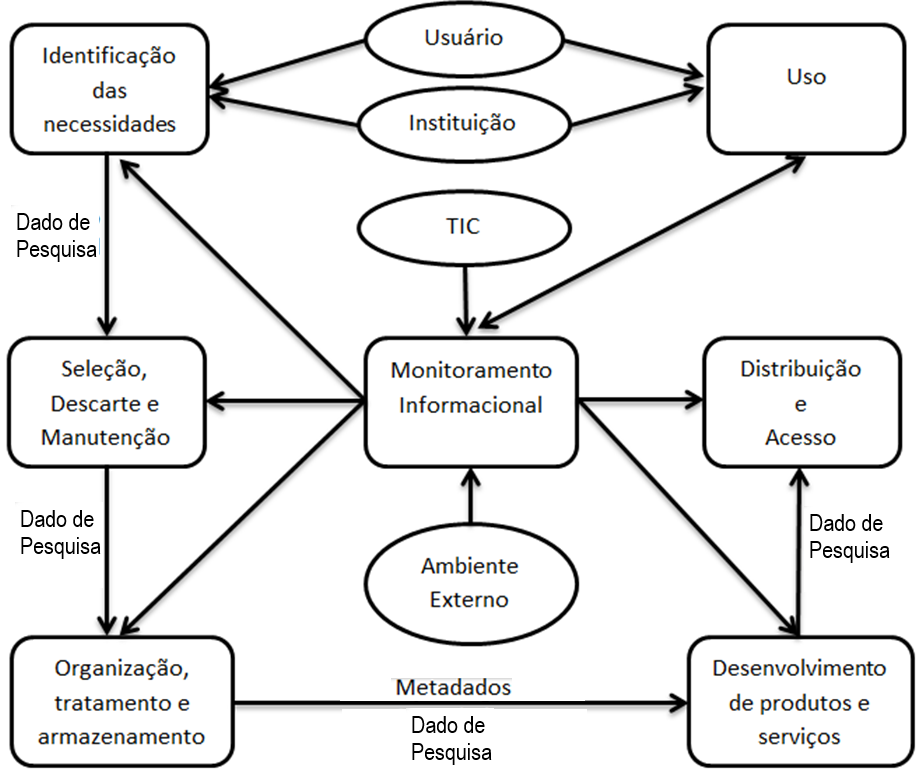 Identificação
das
necessidades
Usuário
Instituição
Uso
Dado de
Pesquisa
TIC
Seleção,
Descarte e
Manutenção
Monitoramento
Informacional
Distribuição
e
Acesso
Dado de
Pesquisa
Ambiente
Externo
Dado de
Pesquisa
Organização,
tratamento e
armazenamento
Metadados
Dado de
Pesquisa
Desenvolvimento
de produtos e
serviços